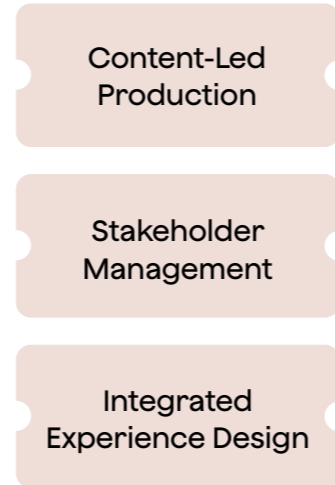 Content-Led
Production
Stakeholder
Management
Integrated
Experience Design